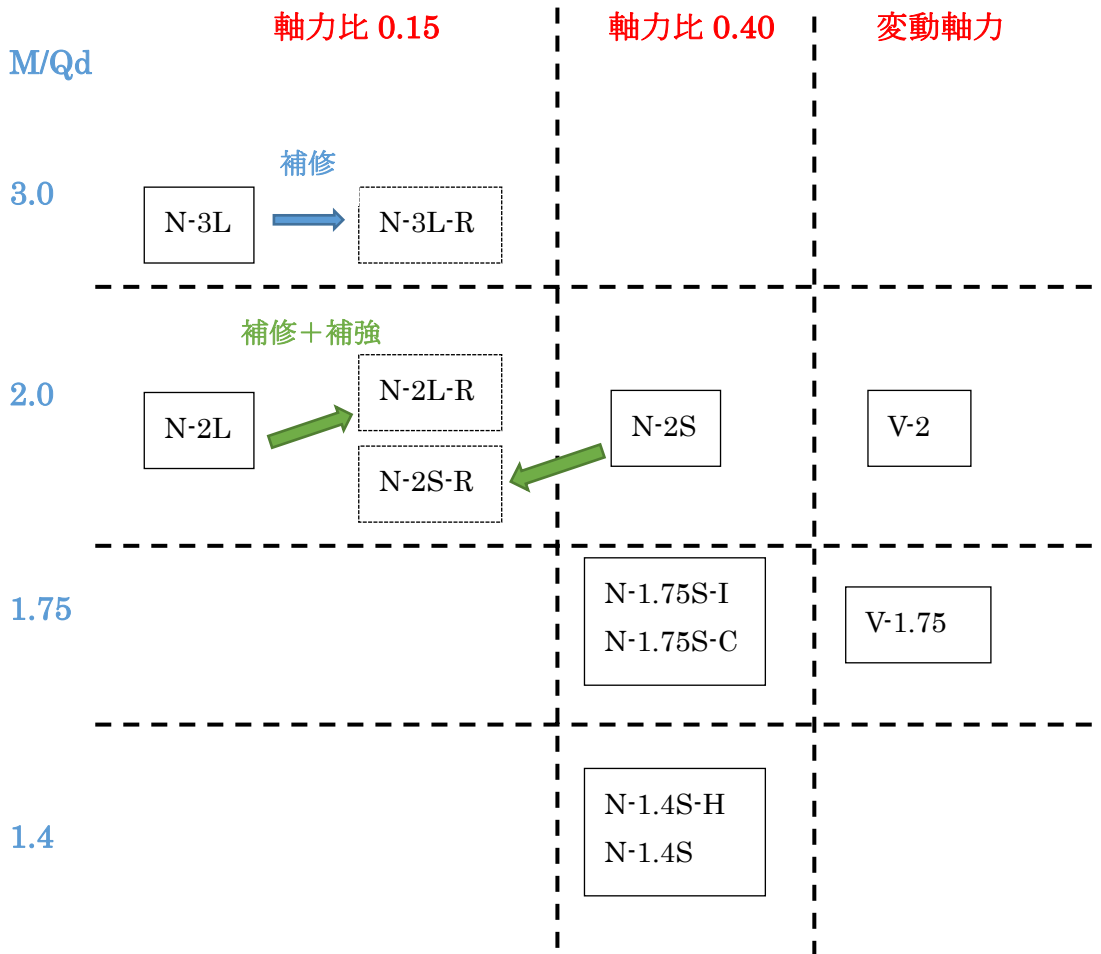 軸力比 0.15
軸力比 0.40
変動軸力
M/Qd
補修
3.0
N-3L
N-3L-R
補修＋補強
2.0
N-2L
N-2L-R
N-2S-R
N-2S
V-2
1.75
N-1.75S-I
N-1.75S-C
V-1.75
1.4
N-1.4S-H
N-1.4S